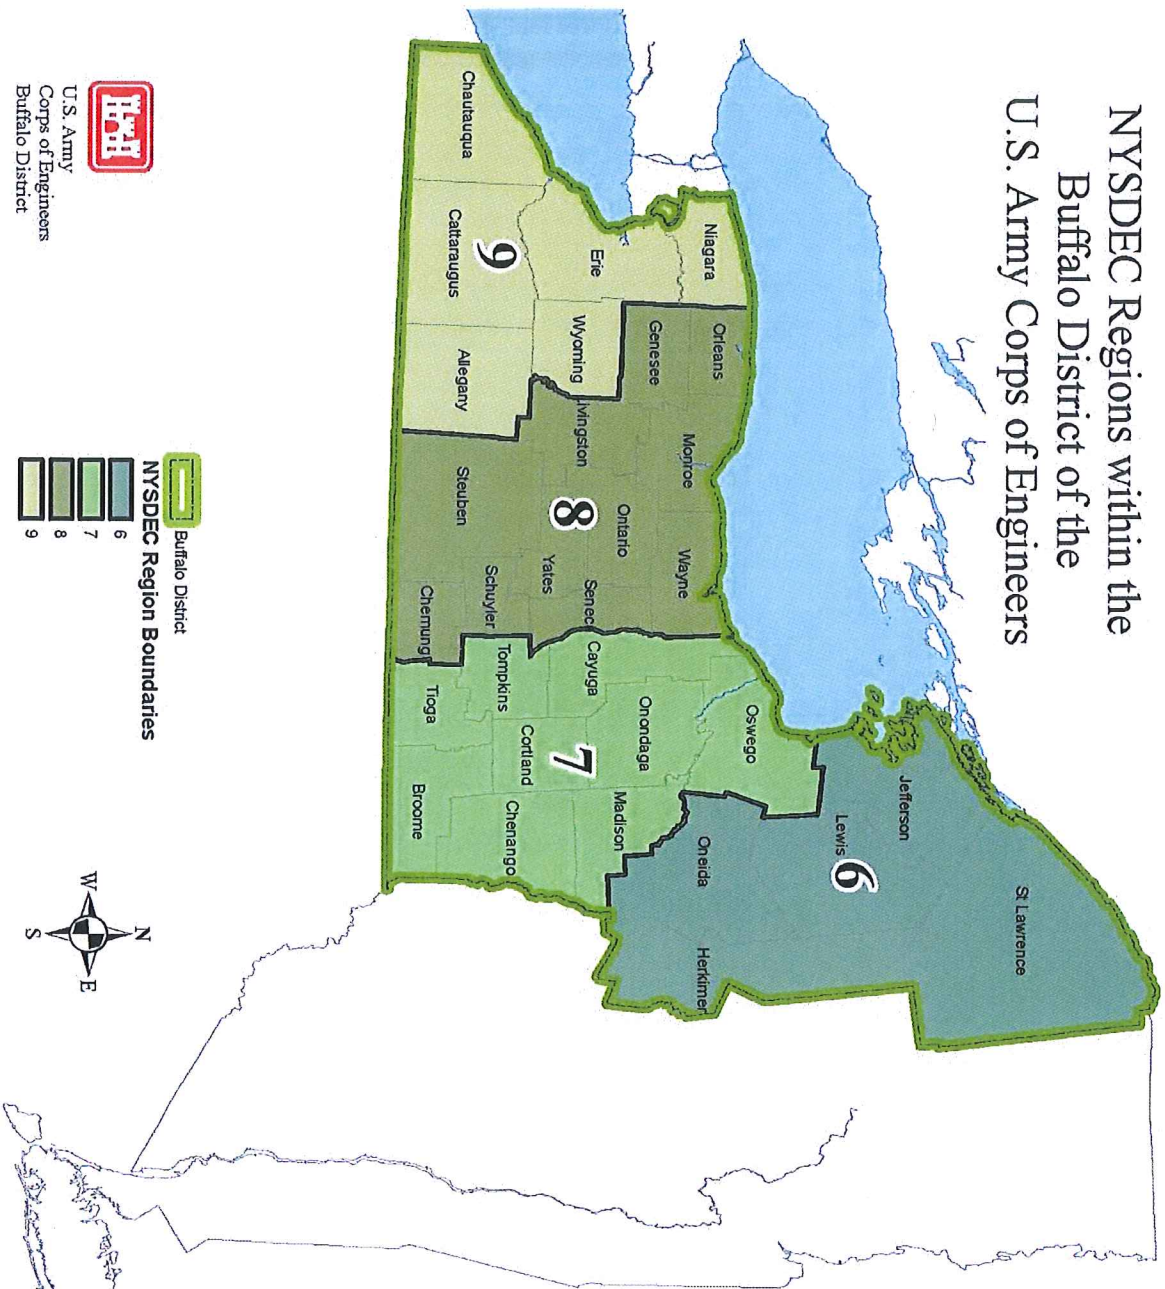 NYSDEC Regions within the
Buffalo District of the
U.S. Army Corps of Engineers
St Lawrence
Jefferson
Lewis
6
Oswego
Oneida
Herkimer
Niagara
Orleans
Monroe
Wayne
Genesee
Onondaga
Madison
Erie
Wyoming
Livingston
Ontario
Senec
Cayuga
8
7
Yates
9
Cortland
Chenango
Tompkins
Schuyler
Chautauqua
Cattaraugus
Allegany
Steuben
Chemung
Tioga
Broome
U.S. Army
Corps of Engineers
Buffalo District
Buffalo District
NYSDEC Region Boundaries
6
7
8
9
N
W
E
S